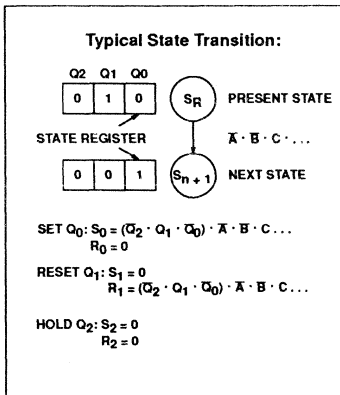 Typical State Transition:
Q2 Q1 Q0
0 1 0 S_R PRESENT STATE
STATE REGISTER A̅ · B̅ · C · . . .
0 0 1 S_{n + 1} NEXT STATE
SET Q₀: S₀ = (Q̅₂ · Q₁ · Q̅₀) · A̅ · B̅ · C . . .
R₀ = 0
RESET Q₁: S₁ = 0
R₁ = (Q̅₂ · Q₁ · Q̅₀) · A̅ · B̅ · C . . .
HOLD Q₂: S₂ = 0
R₂ = 0